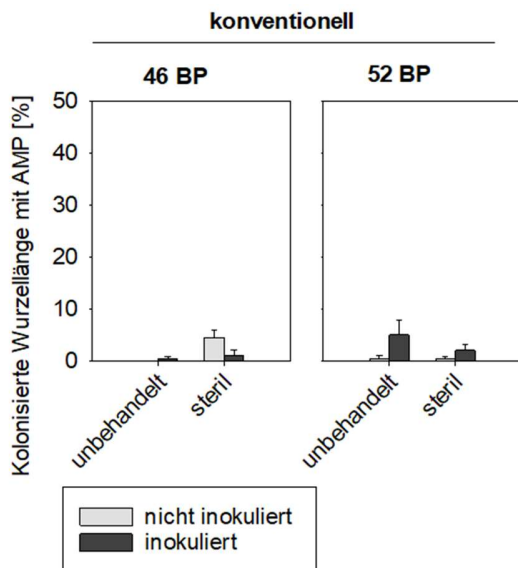 konventionell
46 BP
52 BP
Kolonisierte Wurzellänge mit AMP [%]
50
40
30
20
10
0
unbehandelt
steril
unbehandelt
steril
nicht inokuliert
inokuliert